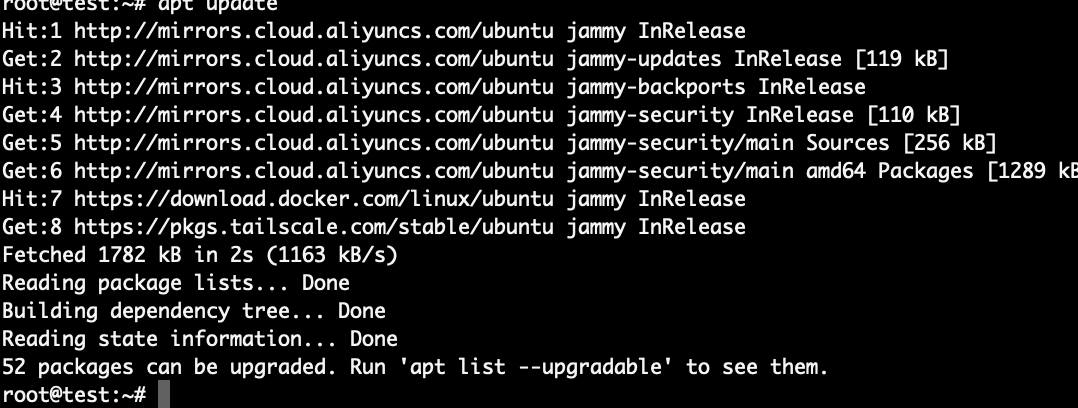 root@test:~# apt update
Hit:1 http://mirrors.cloud.aliyuncs.com/ubuntu jammy InRelease
Get:2 http://mirrors.cloud.aliyuncs.com/ubuntu jammy-updates InRelease [119 kB]
Hit:3 http://mirrors.cloud.aliyuncs.com/ubuntu jammy-backports InRelease
Get:4 http://mirrors.cloud.aliyuncs.com/ubuntu jammy-security InRelease [110 kB]
Get:5 http://mirrors.cloud.aliyuncs.com/ubuntu jammy-security/main Sources [256 kB]
Get:6 http://mirrors.cloud.aliyuncs.com/ubuntu jammy-security/main amd64 Packages [1289 kB
Hit:7 https://download.docker.com/linux/ubuntu jammy InRelease
Get:8 https://pkgs.tailscale.com/stable/ubuntu jammy InRelease
Fetched 1782 kB in 2s (1163 kB/s)
Reading package lists... Done
Building dependency tree... Done
Reading state information... Done
52 packages can be upgraded. Run 'apt list --upgradable' to see them.
root@test:~#